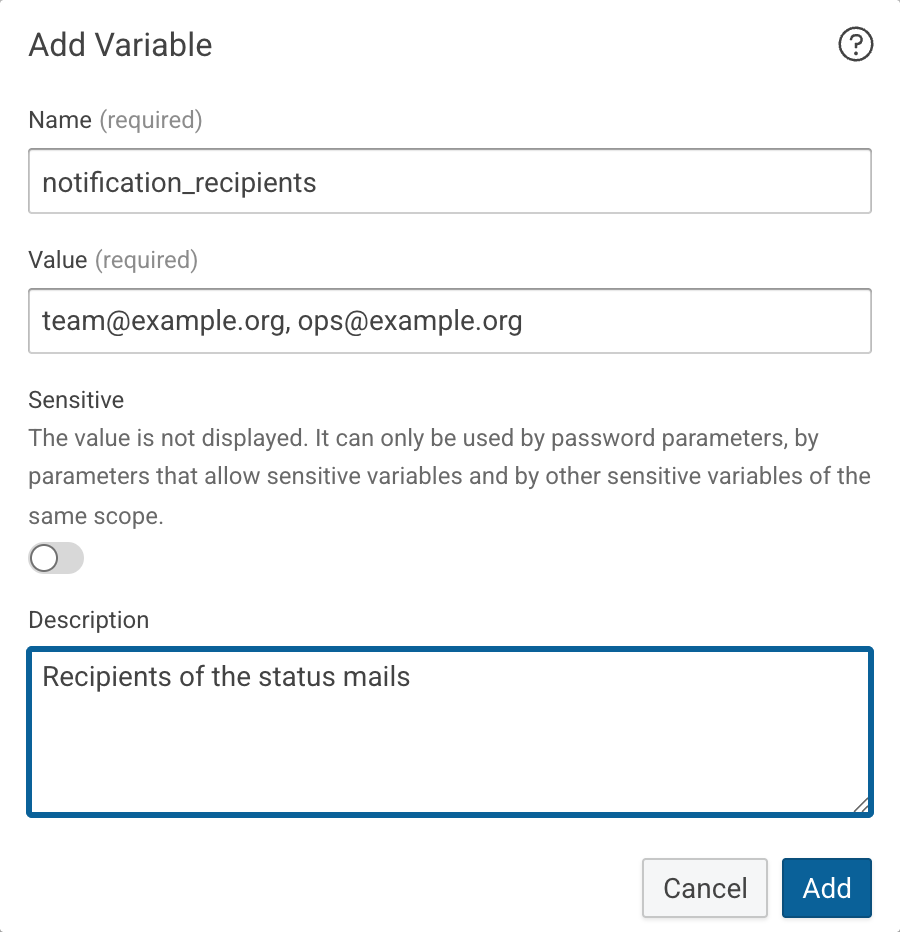 Add Variable
Name (required)
notification_recipients
Value (required)
team@example.org, ops@example.org
Sensitive
The value is not displayed. It can only be used by password parameters, by
parameters that allow sensitive variables and by other sensitive variables of the
same scope.
Description
Recipients of the status mails
Cancel Add